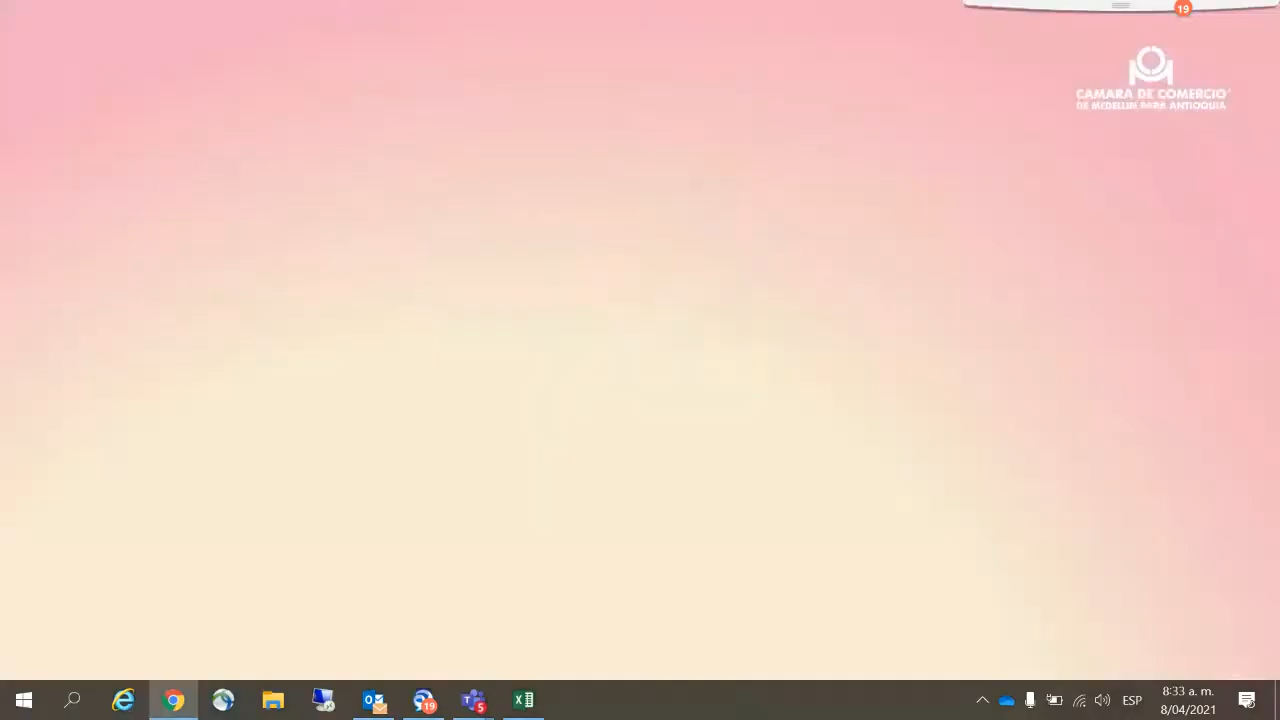 19
CAMARA DE COMERCIO
DE MEDELLIN PARA ANTIOQUIA
19
5
ESP
8:33 a. m.
8/04/2021